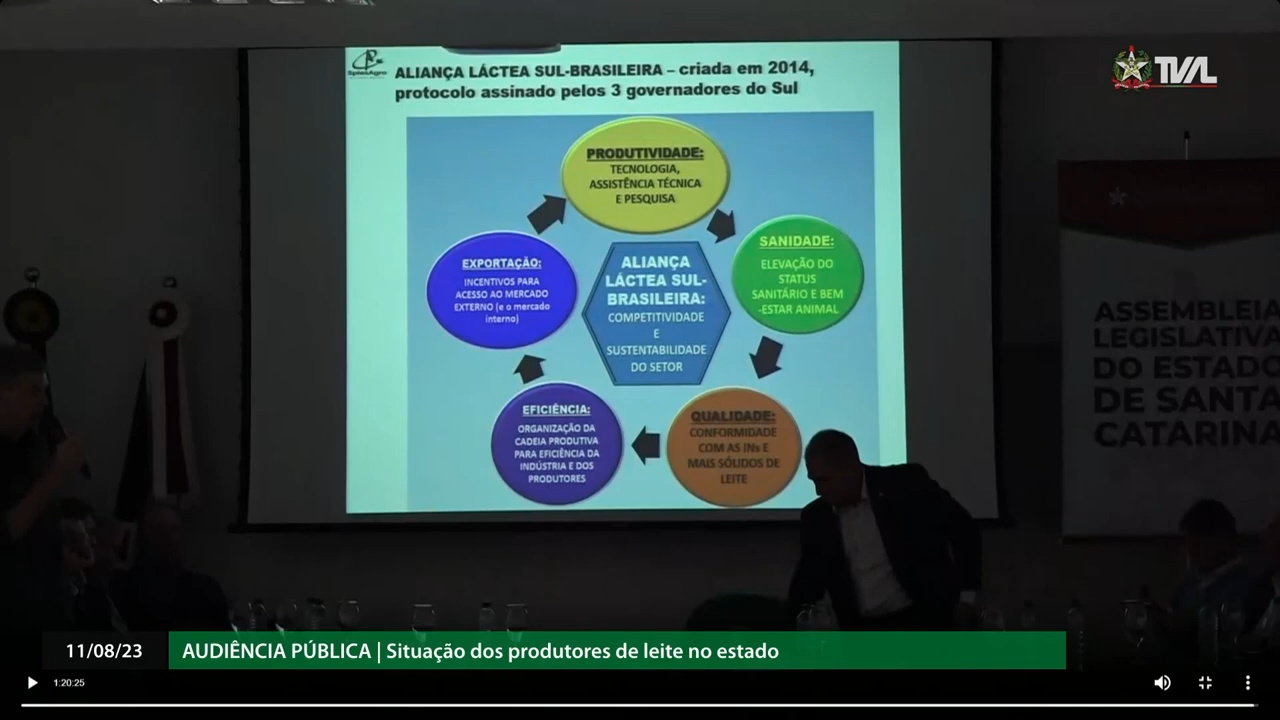 SpiesAgro
ALIANÇA LÁCTEA SUL-BRASILEIRA – criada em 2014,
protocolo assinado pelos 3 governadores do Sul
TVAL
PRODUTIVIDADE:
TECNOLOGIA,
ASSISTÊNCIA TÉCNICA
E PESQUISA
SANIDADE:
ELEVAÇÃO DO
STATUS
SANITÁRIO E BEM
-ESTAR ANIMAL
EXPORTAÇÃO:
INCENTIVOS PARA
ACESSO AO MERCADO
EXTERNO (e o mercado
interno)
ALIANÇA
LÁCTEA SUL-
BRASILEIRA:
COMPETITIVIDADE
E
SUSTENTABILIDADE
DO SETOR
EFICIÊNCIA:
ORGANIZAÇÃO DA
CADEIA PRODUTIVA
PARA EFICIÊNCIA DA
INDÚSTRIA E DOS
PRODUTORES
QUALIDADE:
CONFORMIDADE
COM AS INs E
MAIS SÓLIDOS DE
LEITE
ASSEMBLEIA
LEGISLATIVA
DO ESTADO
DE SANTA
CATARINA
11/08/23
AUDIÊNCIA PÚBLICA | Situação dos produtores de leite no estado
1:20:25